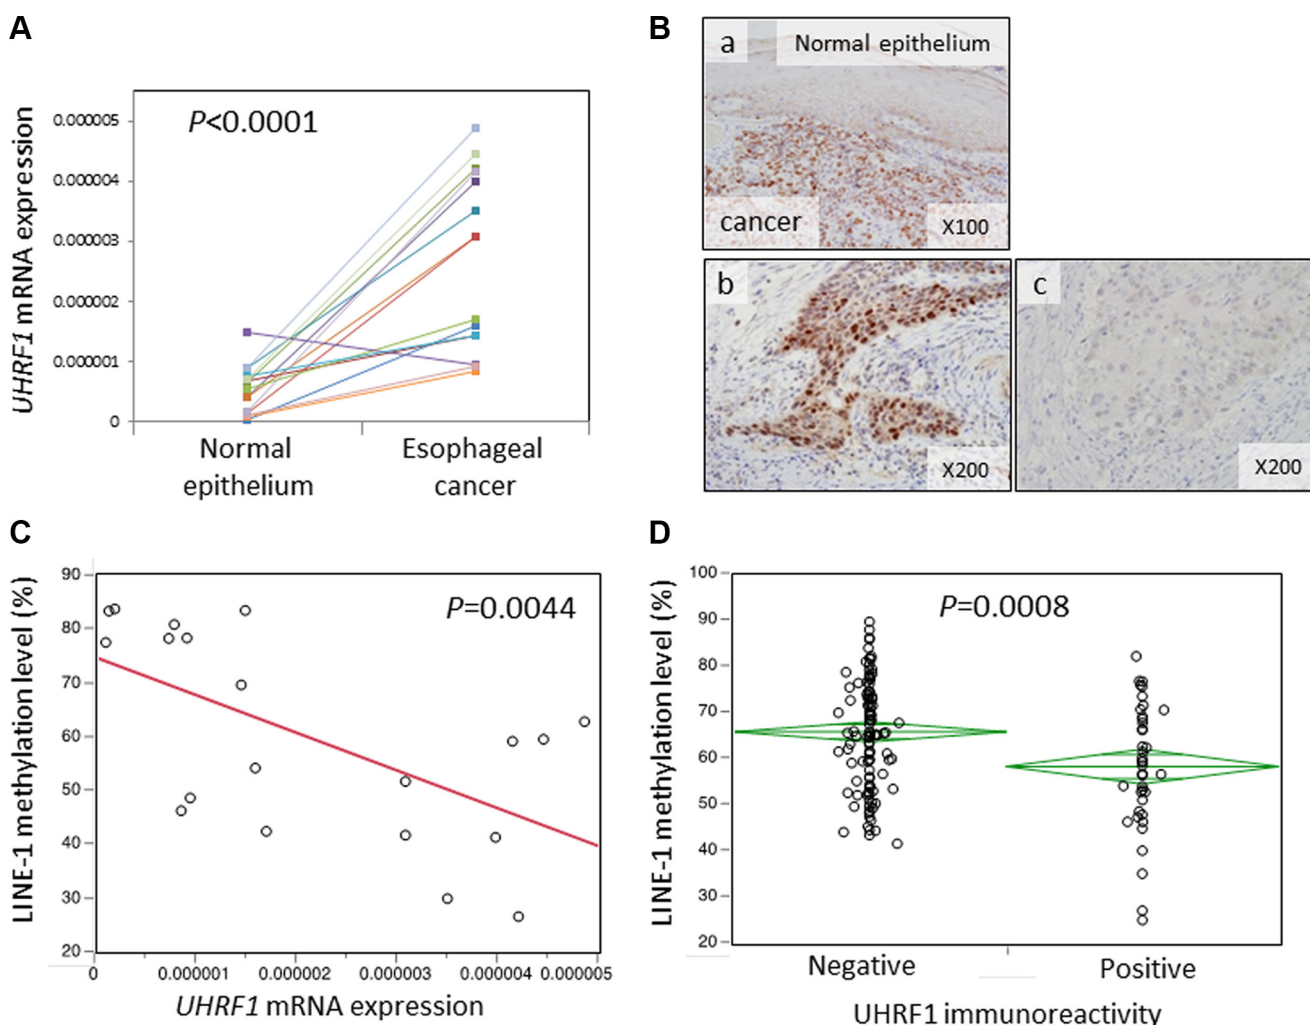 A
UHRF1 mRNA expression
P<0.0001
0.000005
0.000004
0.000003
0.000002
0.000001
0
Normal epithelium
Esophageal cancer
B
a
Normal epithelium
cancer
X100
b
X200
c
X200
C
LINE-1 methylation level (%)
P=0.0044
90
80
70
60
50
40
30
20
0
0.000001
0.000002
0.000003
0.000004
0.000005
UHRF1 mRNA expression
D
LINE-1 methylation level (%)
P=0.0008
100
90
80
70
60
50
40
30
20
Negative
Positive
UHRF1 immunoreactivity